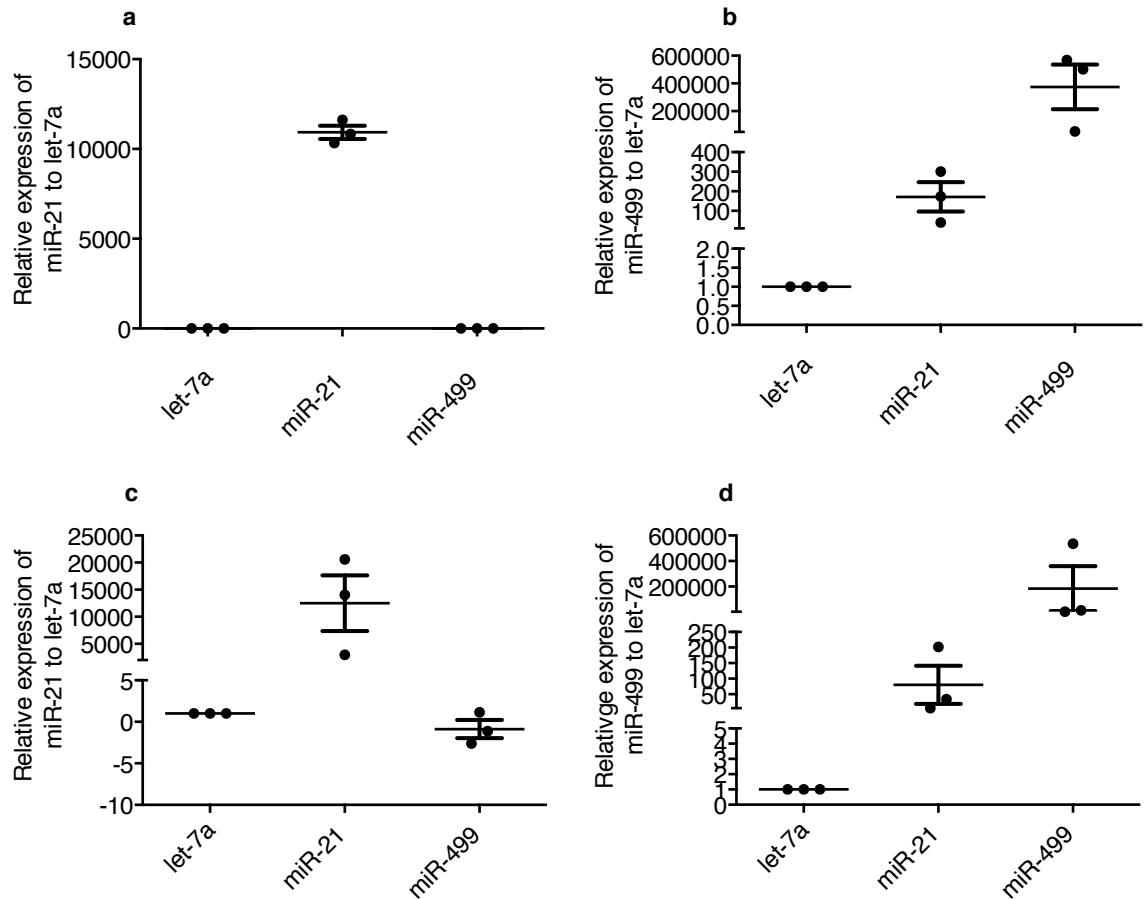 a
Relative expression of
miR-21 to let-7a
15000
10000
5000
0
let-7a
miR-21
miR-499
b
Relative expression of
miR-499 to let-7a
600000
400000
200000
400
300
200
100
2.0
1.5
1.0
0.5
0.0
let-7a
miR-21
miR-499
c
Relative expression of
miR-21 to let-7a
25000
20000
15000
10000
5000
5
0
-5
-10
let-7a
miR-21
miR-499
d
Relativge expression of
miR-499 to let-7a
600000
400000
200000
250
200
150
100
50
5
4
3
2
1
0
let-7a
miR-21
miR-499